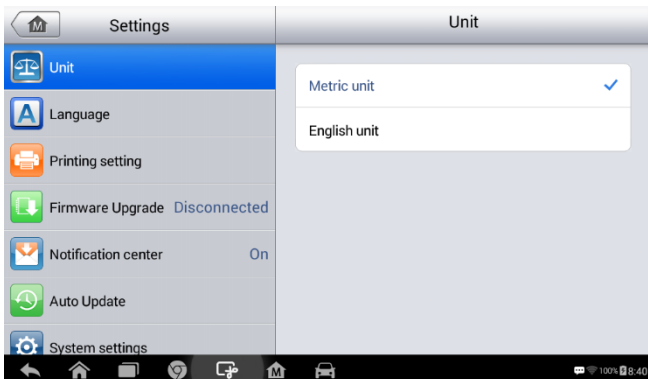 M
Settings
Unit
Unit
Metric unit
English unit
A
Language
Printing setting
Firmware Upgrade Disconnected
Notification center On
Auto Update
System settings
M
100% 8:40